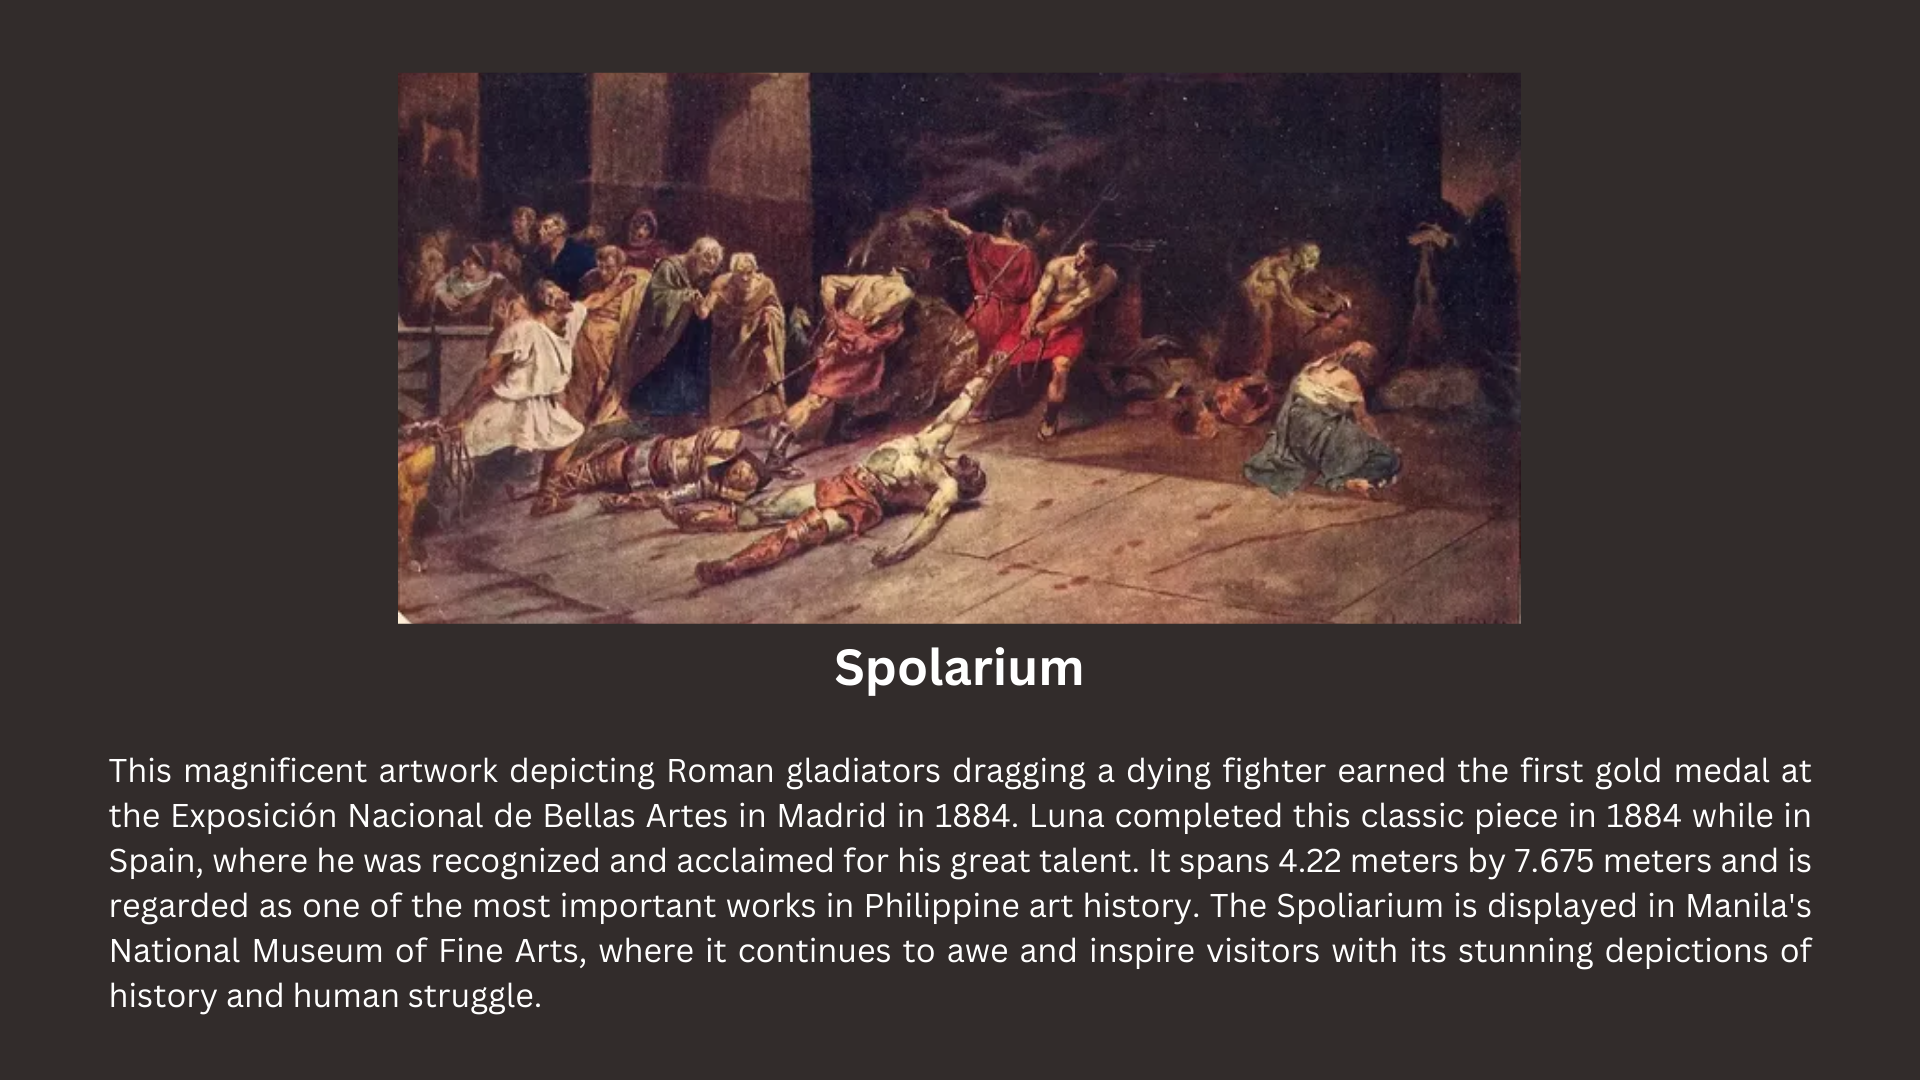 Spolarium
This magnificent artwork depicting Roman gladiators dragging a dying fighter earned the first gold medal at
the Exposición Nacional de Bellas Artes in Madrid in 1884. Luna completed this classic piece in 1884 while in
Spain, where he was recognized and acclaimed for his great talent. It spans 4.22 meters by 7.675 meters and is
regarded as one of the most important works in Philippine art history. The Spoliarium is displayed in Manila's
National Museum of Fine Arts, where it continues to awe and inspire visitors with its stunning depictions of
history and human struggle.